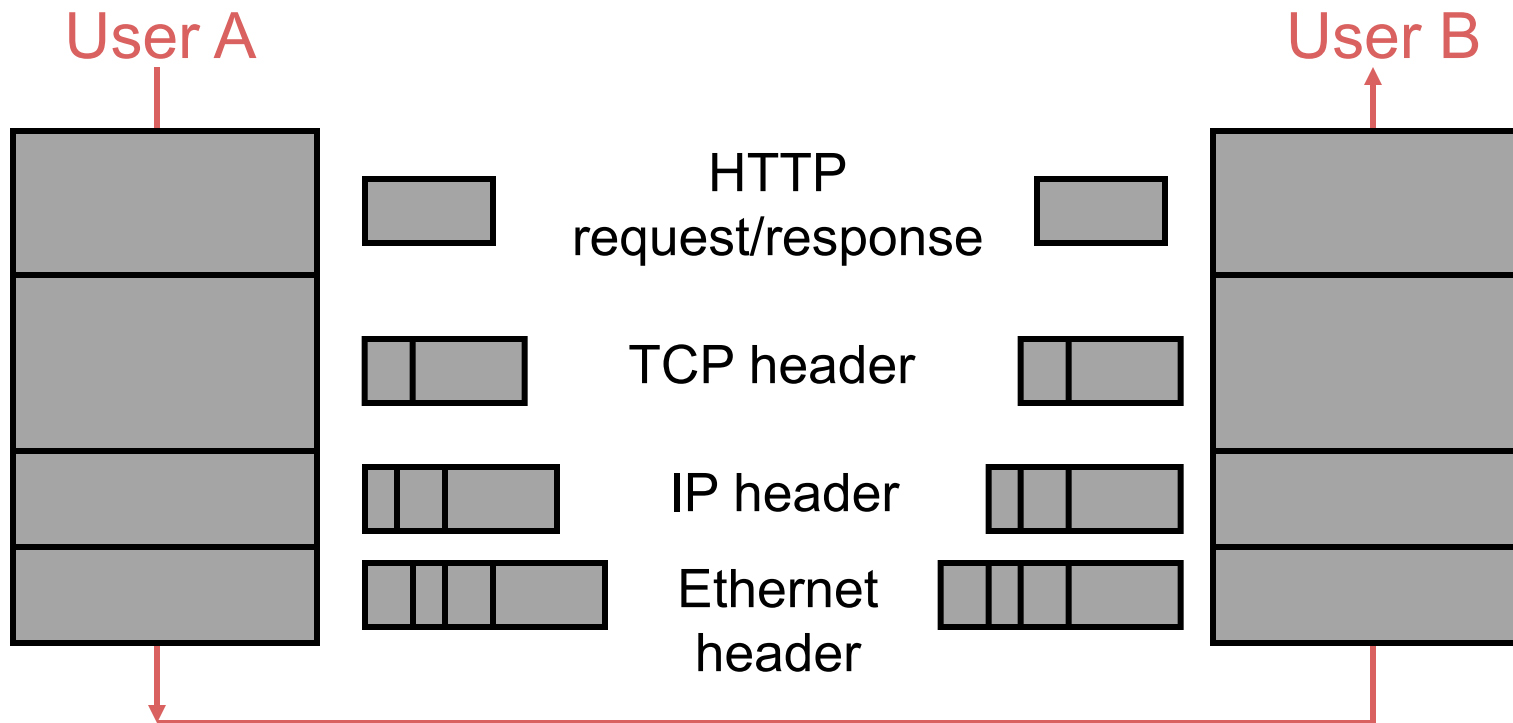 User A
User B
HTTP
request/response
TCP header
IP header
Ethernet
header